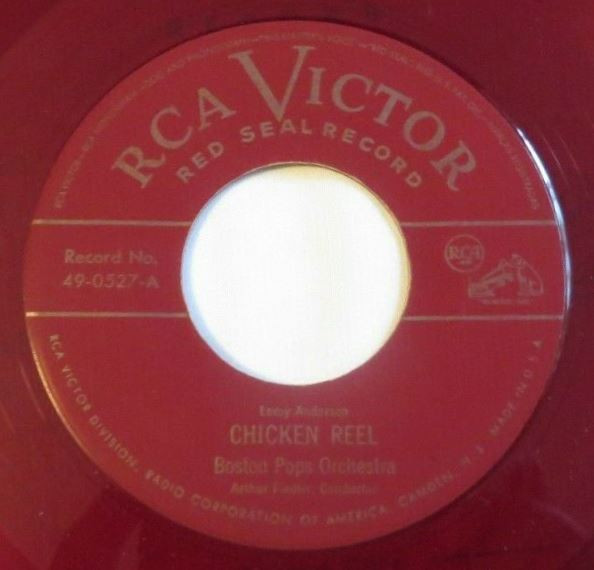 RCA VICTOR
RED SEAL RECORD
Record No.
49-0527-A
RCA
Leroy Anderson
CHICKEN REEL
Boston Pops Orchestra
Arthur Fiedler, Conductor
RCA VICTOR DIVISION, RADIO CORPORATION OF AMERICA, CAMDEN, N. J. MADE IN U.S.A.